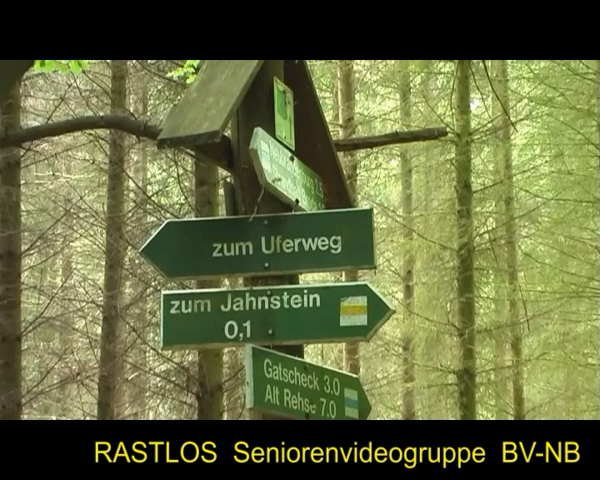 zum Uferweg
zum Jahnstein
0,1
Gatscheck 3.0
Alt Rehse 7.0
RASTLOS Seniorenvideogruppe BV-NB